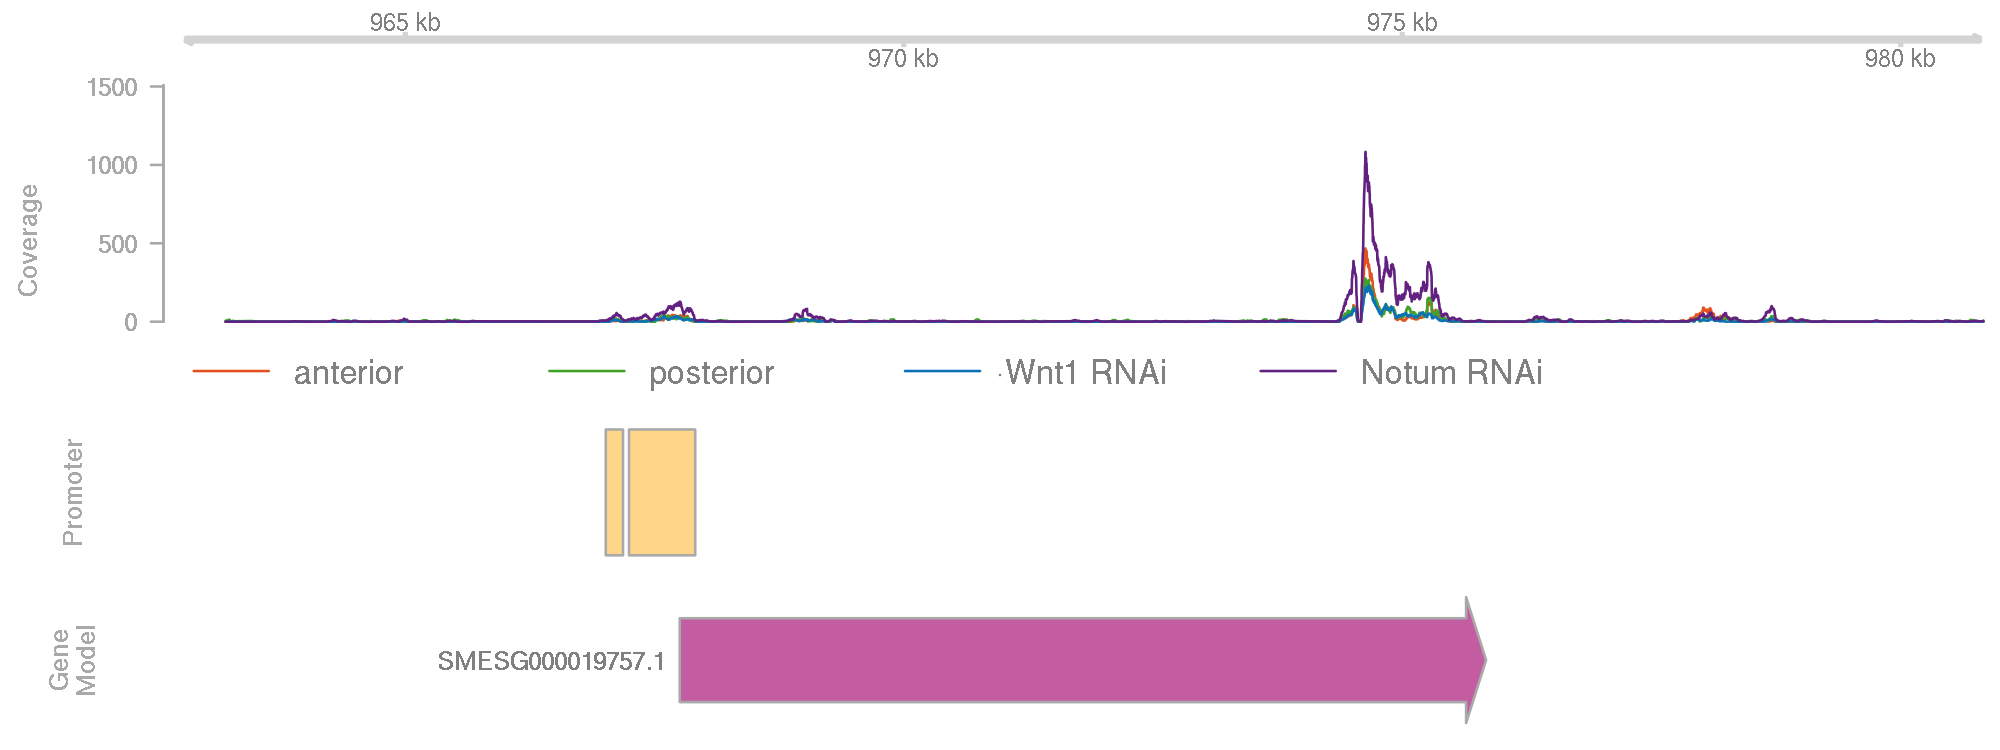 965 kb
975 kb
970 kb
980 kb
1500
1000
500
0
Coverage
anterior posterior Wnt1 RNAi Notum RNAi
Promoter
Gene
Model
SMESG000019757.1